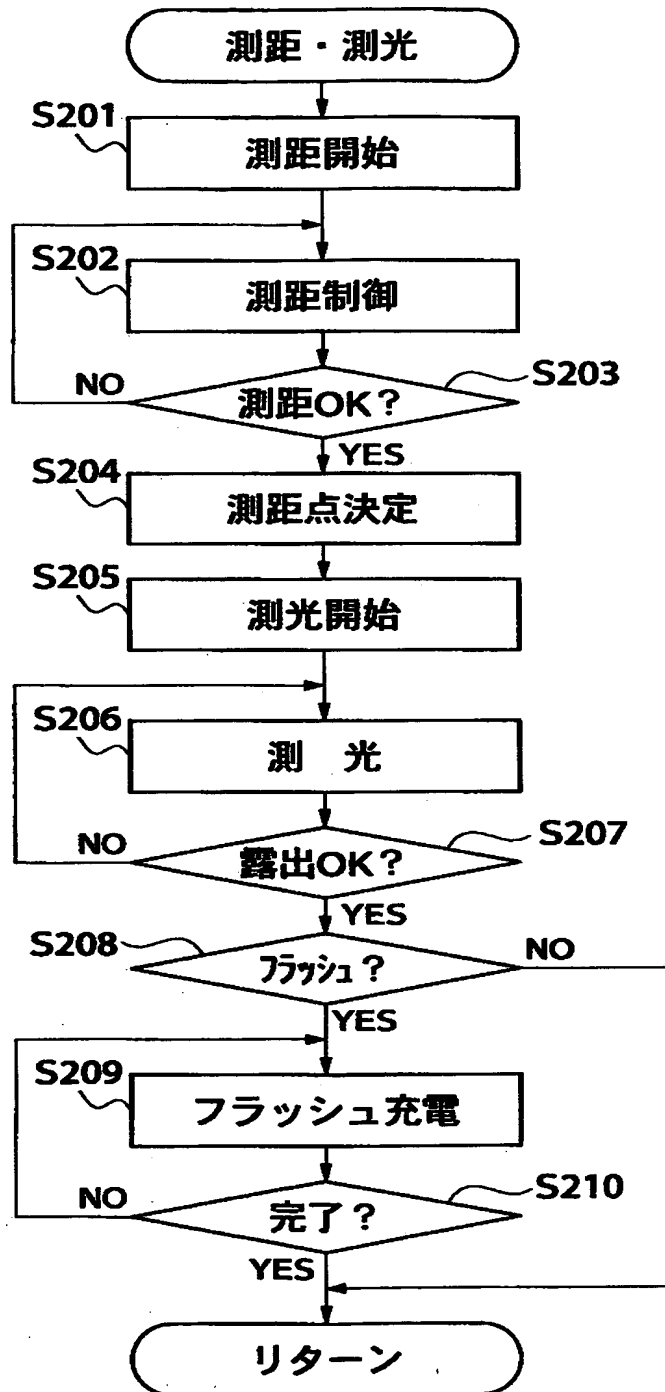 測距・測光
S201
測距開始
S202
測距制御
S203
NO
測距OK?
YES
S204
測距点決定
S205
測光開始
S206
測 光
S207
NO
露出OK?
YES
S208
フラッシュ?
NO
YES
S209
フラッシュ充電
S210
NO
完了?
YES
リターン